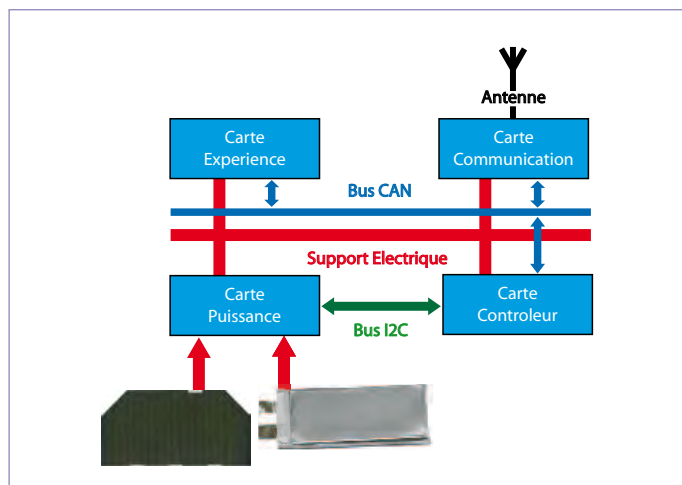 Antenne
Carte
Experience
Carte
Communication
Bus CAN
Support Electrique
Carte
Puissance
Bus I2C
Carte
Controleur